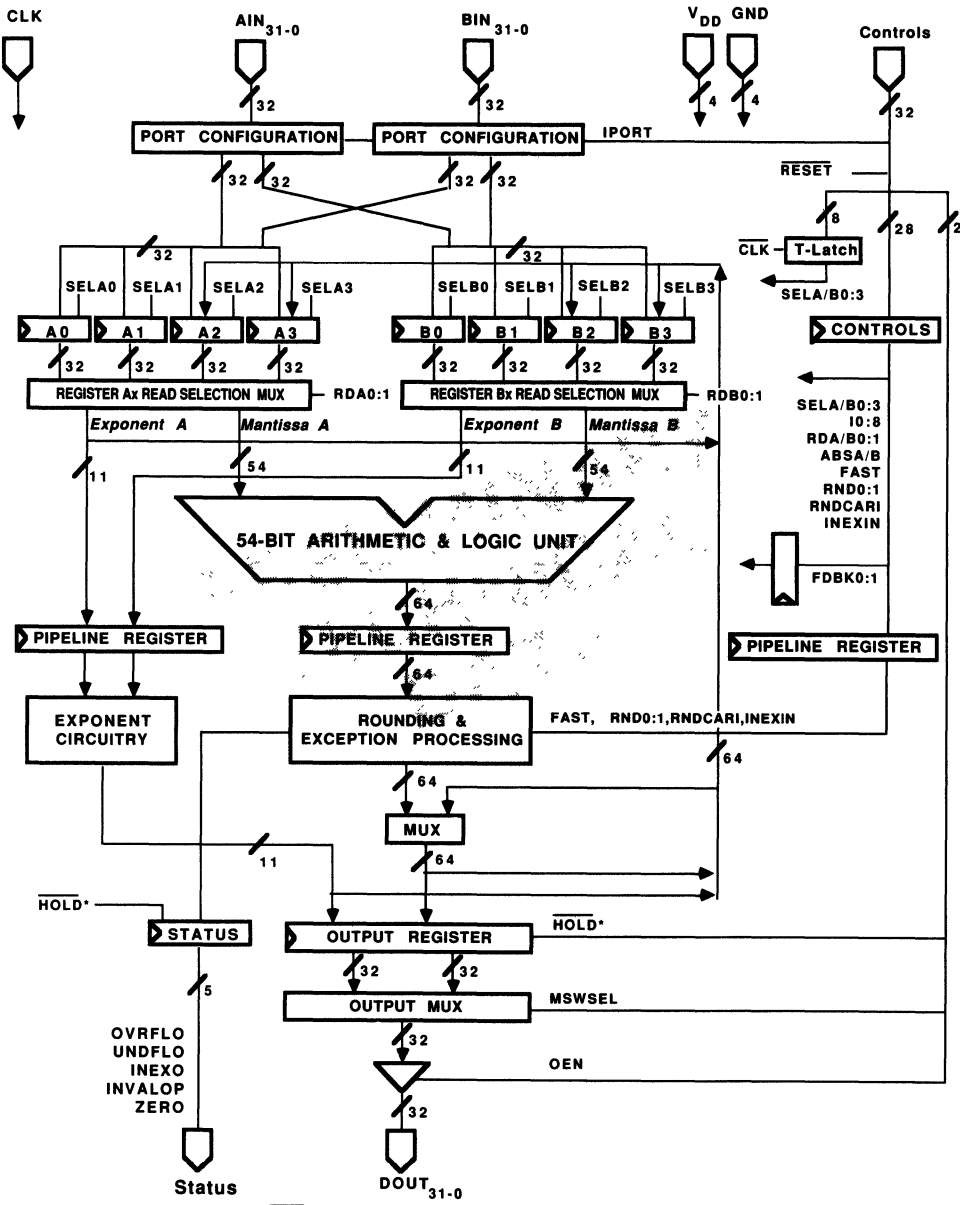 CLK
AIN31-0
BIN31-0
VDD GND
Controls
32
32
4
4
32
PORT CONFIGURATION
PORT CONFIGURATION
IPORT
32
32
32
32
RESET
8
28
CLK
T-Latch
SELA/B0:3
32
32
SELA0
SELA1
SELA2
SELA3
SELB0
SELB1
SELB2
SELB3
A0
A1
A2
A3
B0
B1
B2
B3
CONTROLS
32
32
32
32
32
32
32
32
REGISTER Ax READ SELECTION MUX
RDA0:1
REGISTER Bx READ SELECTION MUX
RDB0:1
Exponent A
Mantissa A
Exponent B
Mantissa B
11
54
11
54
SELA/B0:3
I0:8
RDA/B0:1
ABSA/B
FAST
RND0:1
RNDCARI
INEXIN
54-BIT ARITHMETIC & LOGIC UNIT
FDBK0:1
64
PIPELINE REGISTER
PIPELINE REGISTER
PIPELINE REGISTER
64
EXPONENT
CIRCUITRY
ROUNDING &
EXCEPTION PROCESSING
FAST, RND0:1,RNDCARI,INEXIN
64
64
MUX
11
64
HOLD*
STATUS
OUTPUT REGISTER
HOLD*
32
32
5
OUTPUT MUX
MSWSEL
32
OVRFLO
UNDFLO
INEXO
INVALOP
ZERO
OEN
32
Status
DOUT31-0